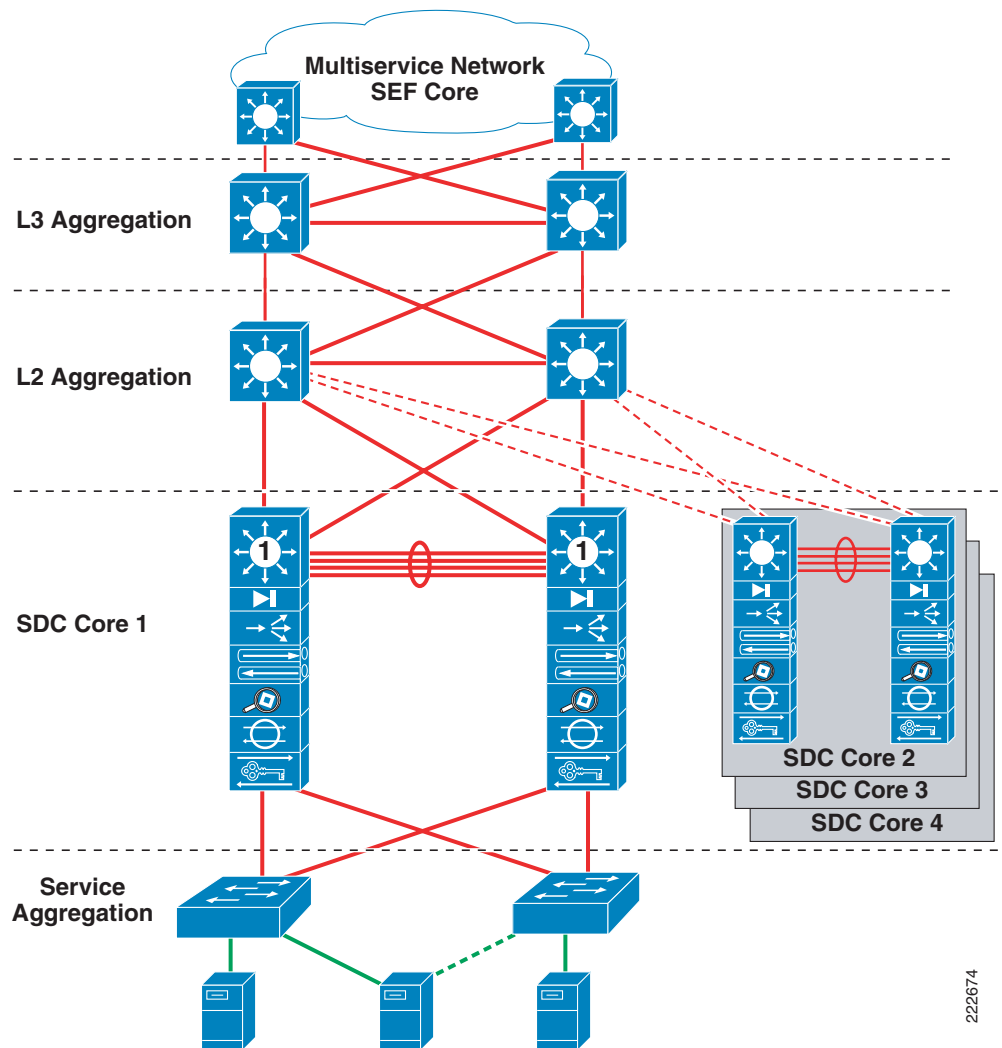 Multiservice Network
SEF Core
L3 Aggregation
L2 Aggregation
1
1
SDC Core 1
SDC Core 2
SDC Core 3
SDC Core 4
Service
Aggregation
222674